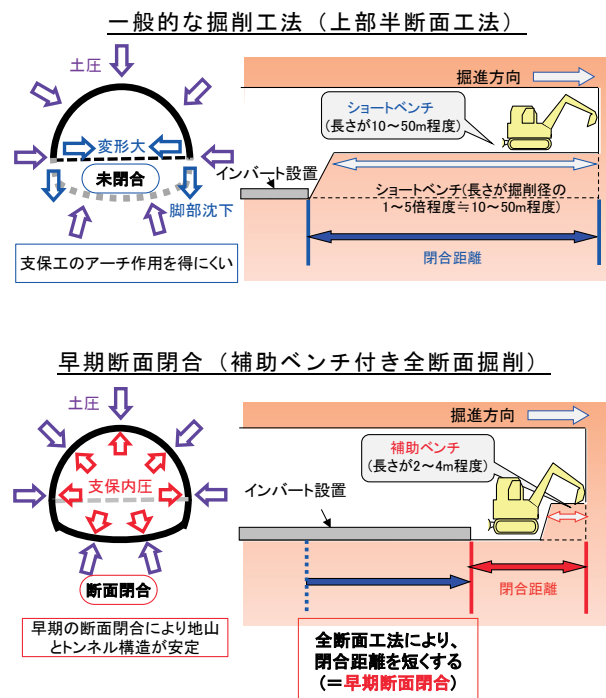 一般的な掘削工法（上部半断面工法）
土圧
掘進方向
ショートベンチ
(長さが10～50m程度)
変形大
未閉合
脚部沈下
インバート設置
ショートベンチ(長さが掘削径の
1～5倍程度≒10～50m程度)
閉合距離
支保工のアーチ作用を得にくい
早期断面閉合（補助ベンチ付き全断面掘削）
土圧
掘進方向
補助ベンチ
(長さが2～4m程度)
支保内圧
インバート設置
断面閉合
閉合距離
早期の断面閉合により地山
とトンネル構造が安定
全断面工法により、
閉合距離を短くする
(＝早期断面閉合)